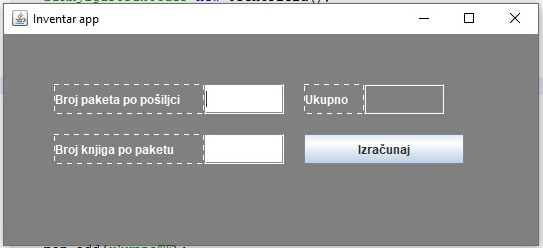 Inventar app
Broj paketa po pošiljci
Ukupno
Broj knjiga po paketu
Izračunaj